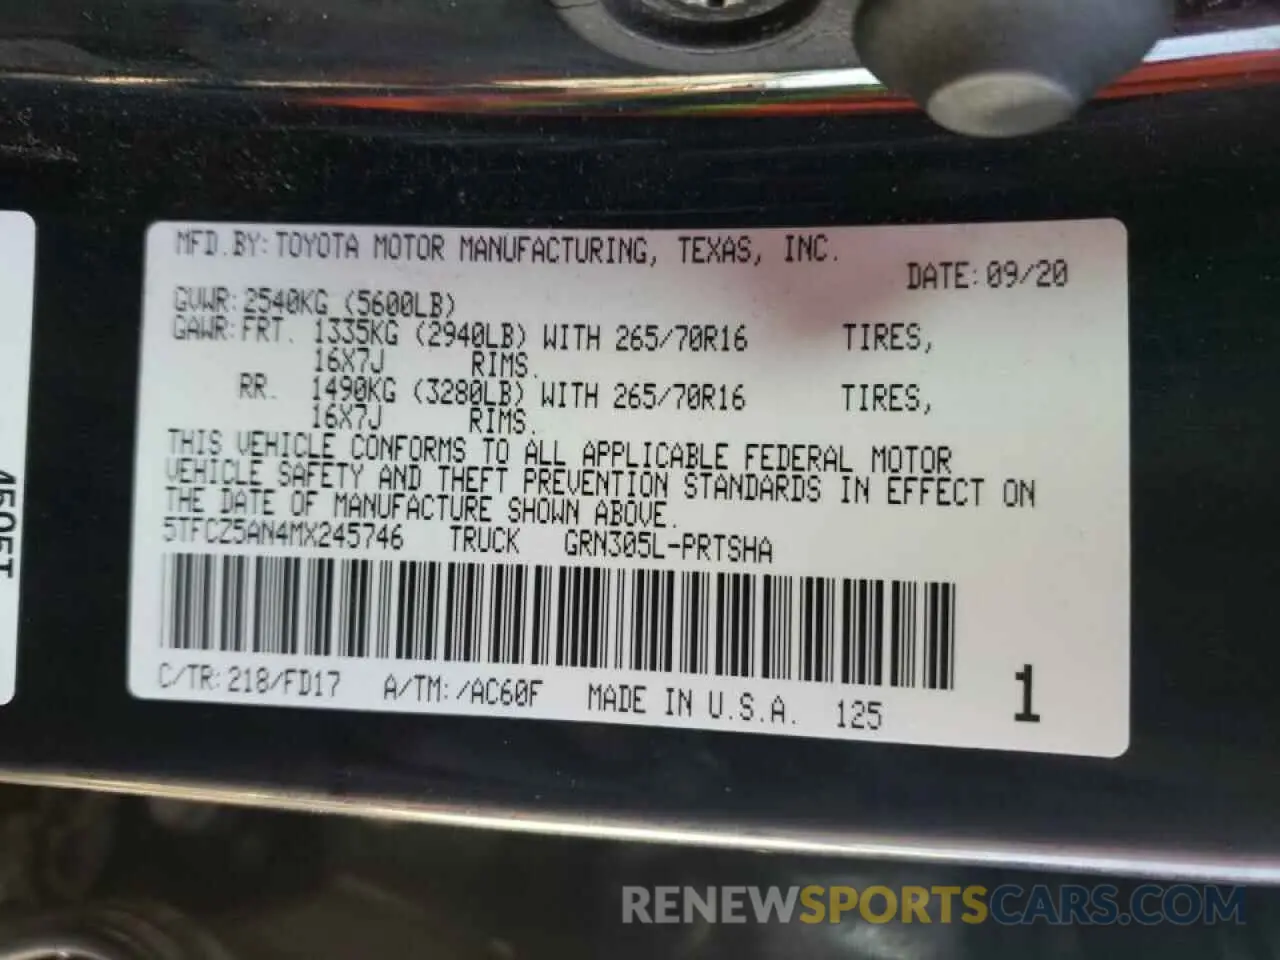 MFD.BY: TOYOTA MOTOR MANUFACTURING, TEXAS, INC.
DATE: 09/20
GVWR: 2540KG (5600LB)
GAWR: FRT. 1335KG (2940LB) WITH 265/70R16 TIRES,
16X7J RIMS.
RR. 1490KG (3280LB) WITH 265/70R16 TIRES,
16X7J RIMS.
THIS VEHICLE CONFORMS TO ALL APPLICABLE FEDERAL MOTOR
VEHICLE SAFETY AND THEFT PREVENTION STANDARDS IN EFFECT ON
THE DATE OF MANUFACTURE SHOWN ABOVE.
5TFCZ5AN4MX245746 TRUCK GRN305L-PRTSHA
C/TR: 218/FD17 A/TM: /AC60F MADE IN U.S.A. 125
1
RENEWSPORTSCARS.COM